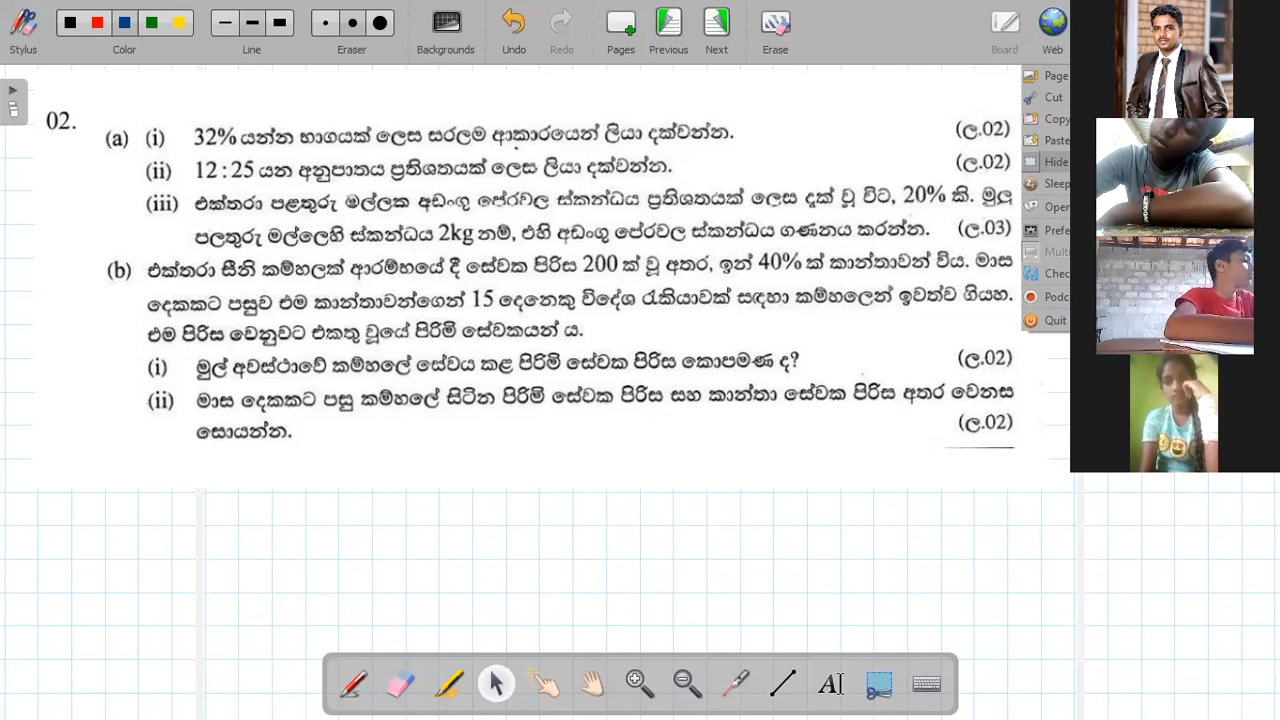 Stylus Color Line Eraser Backgrounds Undo Redo Pages Previous Next Erase Board Web
Page
Cut
Copy
Paste
Hide
Sleep
Open
Prefe
Multi
Chec
Podc
Quit
02.
(a) (i) 32% යන්න භාගයක් ලෙස සරලම ආකාරයෙන් ලියා දක්වන්න. (ල.02)
(ii) 12 : 25 යන අනුපාතය ප්‍රතිශතයක් ලෙස ලියා දක්වන්න. (ල.02)
(iii) එක්තරා පළතුරු මල්ලක අඩංගු පේරවල ස්කන්ධය ප්‍රතිශතයක් ලෙස දැක් වූ විට, 20% කි. මුලු
පලතුරු මල්ලෙහි ස්කන්ධය 2kg නම්, එහි අඩංගු පේරවල ස්කන්ධය ගණනය කරන්න. (ල.03)
(b) එක්තරා සීනි කම්හලක් ආරම්භයේ දී සේවක පිරිස 200 ක් වූ අතර, ඉන් 40% ක් කාන්තාවන් විය. මාස
දෙකකට පසුව එම කාන්තාවන්ගෙන් 15 දෙනෙකු විදේශ රැකියාවක් සඳහා කම්හලෙන් ඉවත්ව ගියහ.
එම පිරිස වෙනුවට එකතු වූයේ පිරිමි සේවකයන් ය.
(i) මුල් අවස්ථාවේ කම්හලේ සේවය කළ පිරිමි සේවක පිරිස කොපමණ ද? (ල.02)
(ii) මාස දෙකකට පසු කම්හලේ සිටින පිරිමි සේවක පිරිස සහ කාන්තා සේවක පිරිස අතර වෙනස
සොයන්න. (ල.02)